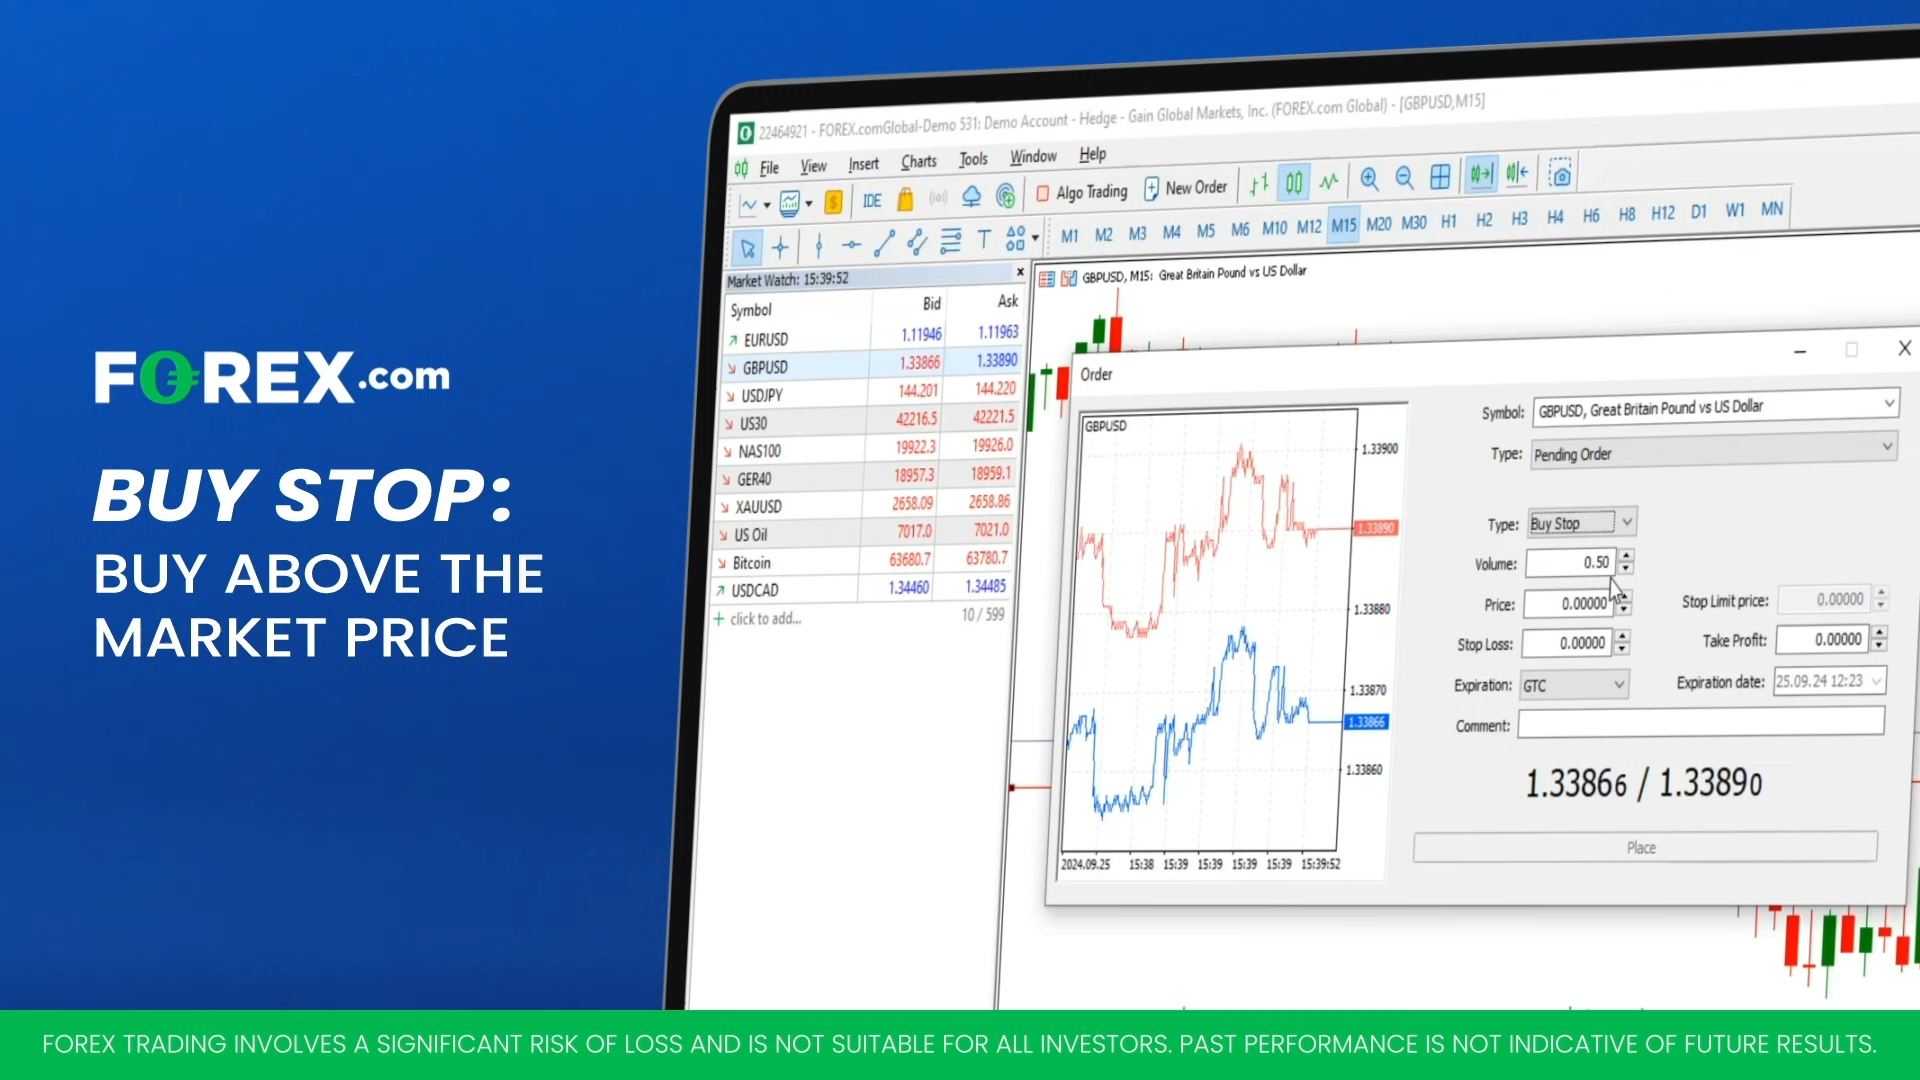 FOREX.com
BUY STOP:
BUY ABOVE THE
MARKET PRICE
22464921 - FOREX.comGlobal-Demo 531: Demo Account - Hedge - Gain Global Markets, Inc. (FOREX.com Global) - [GBPUSD,M15]
File View Insert Charts Tools Window Help
IDE Algo Trading New Order
M1 M2 M3 M4 M5 M6 M10 M12 M15 M20 M30 H1 H2 H3 H4 H6 H8 H12 D1 W1 MN
Market Watch: 15:39:52
Symbol Bid Ask
EURUSD 1.11946 1.11963
GBPUSD 1.33866 1.33890
USDJPY 144.201 144.220
US30 42216.5 42221.5
NAS100 19922.3 19926.0
GER40 18957.3 18959.1
XAUUSD 2658.09 2658.86
US Oil 7017.0 7021.0
Bitcoin 63680.7 63780.7
USDCAD 1.34460 1.34485
click to add... 10 / 599
GBPUSD, M15: Great Britain Pound vs US Dollar
Order
GBPUSD
1.33900
1.33890
1.33880
1.33870
1.33866
1.33860
2024.09.25 15:38 15:39 15:39 15:39 15:39 15:39:52
Symbol: GBPUSD, Great Britain Pound vs US Dollar
Type: Pending Order
Type: Buy Stop
Volume: 0.50
Price: 0.00000 Stop Limit price: 0.00000
Stop Loss: 0.00000 Take Profit: 0.00000
Expiration: GTC Expiration date: 25.09.24 12:23
Comment:
1.33866 / 1.33890
Place
FOREX TRADING INVOLVES A SIGNIFICANT RISK OF LOSS AND IS NOT SUITABLE FOR ALL INVESTORS. PAST PERFORMANCE IS NOT INDICATIVE OF FUTURE RESULTS.